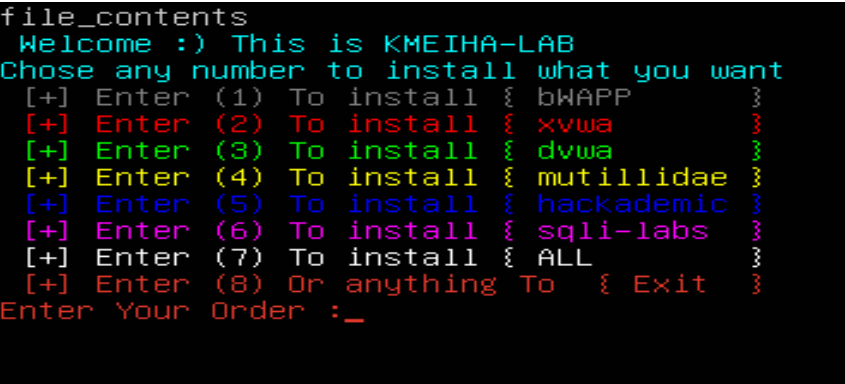 file_contents
Welcome :) This is KMEIHA-LAB
Chose any number to install what you want
[+] Enter (1) To install { bWAPP }
[+] Enter (2) To install { xvwa }
[+] Enter (3) To install { dvwa }
[+] Enter (4) To install { mutillidae }
[+] Enter (5) To install { hackademic }
[+] Enter (6) To install { sqli-labs }
[+] Enter (7) To install { ALL }
[+] Enter (8) Or anything To { Exit }
Enter Your Order :_